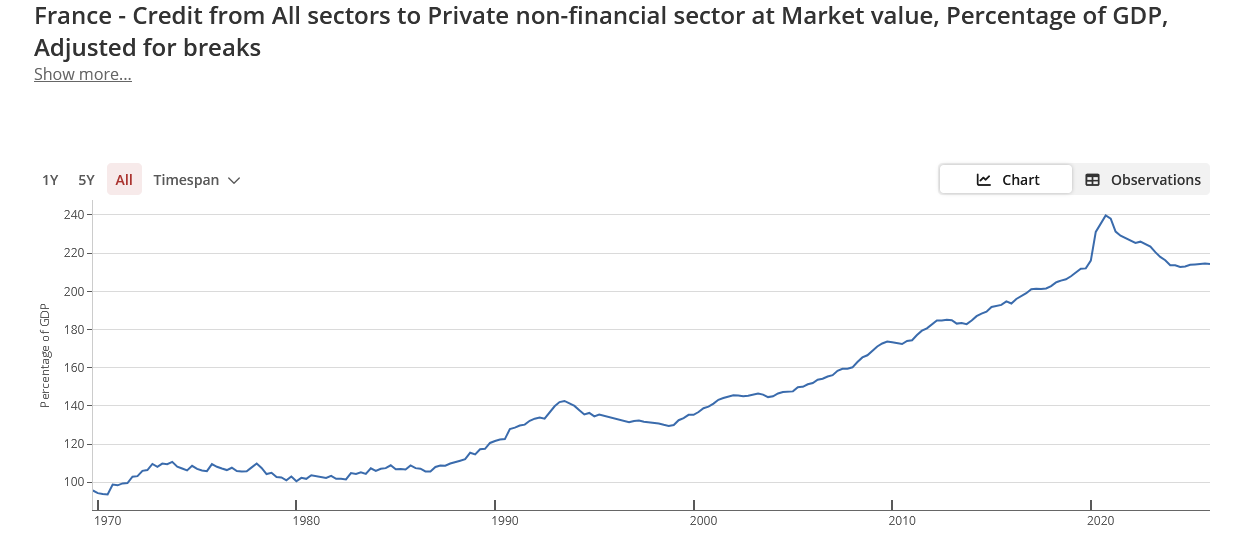 France - Credit from All sectors to Private non-financial sector at Market value, Percentage of GDP,
Adjusted for breaks
Show more...
1Y 5Y All Timespan
Chart Observations
240
220
200
180
160
140
120
100
Percentage of GDP
1970 1980 1990 2000 2010 2020